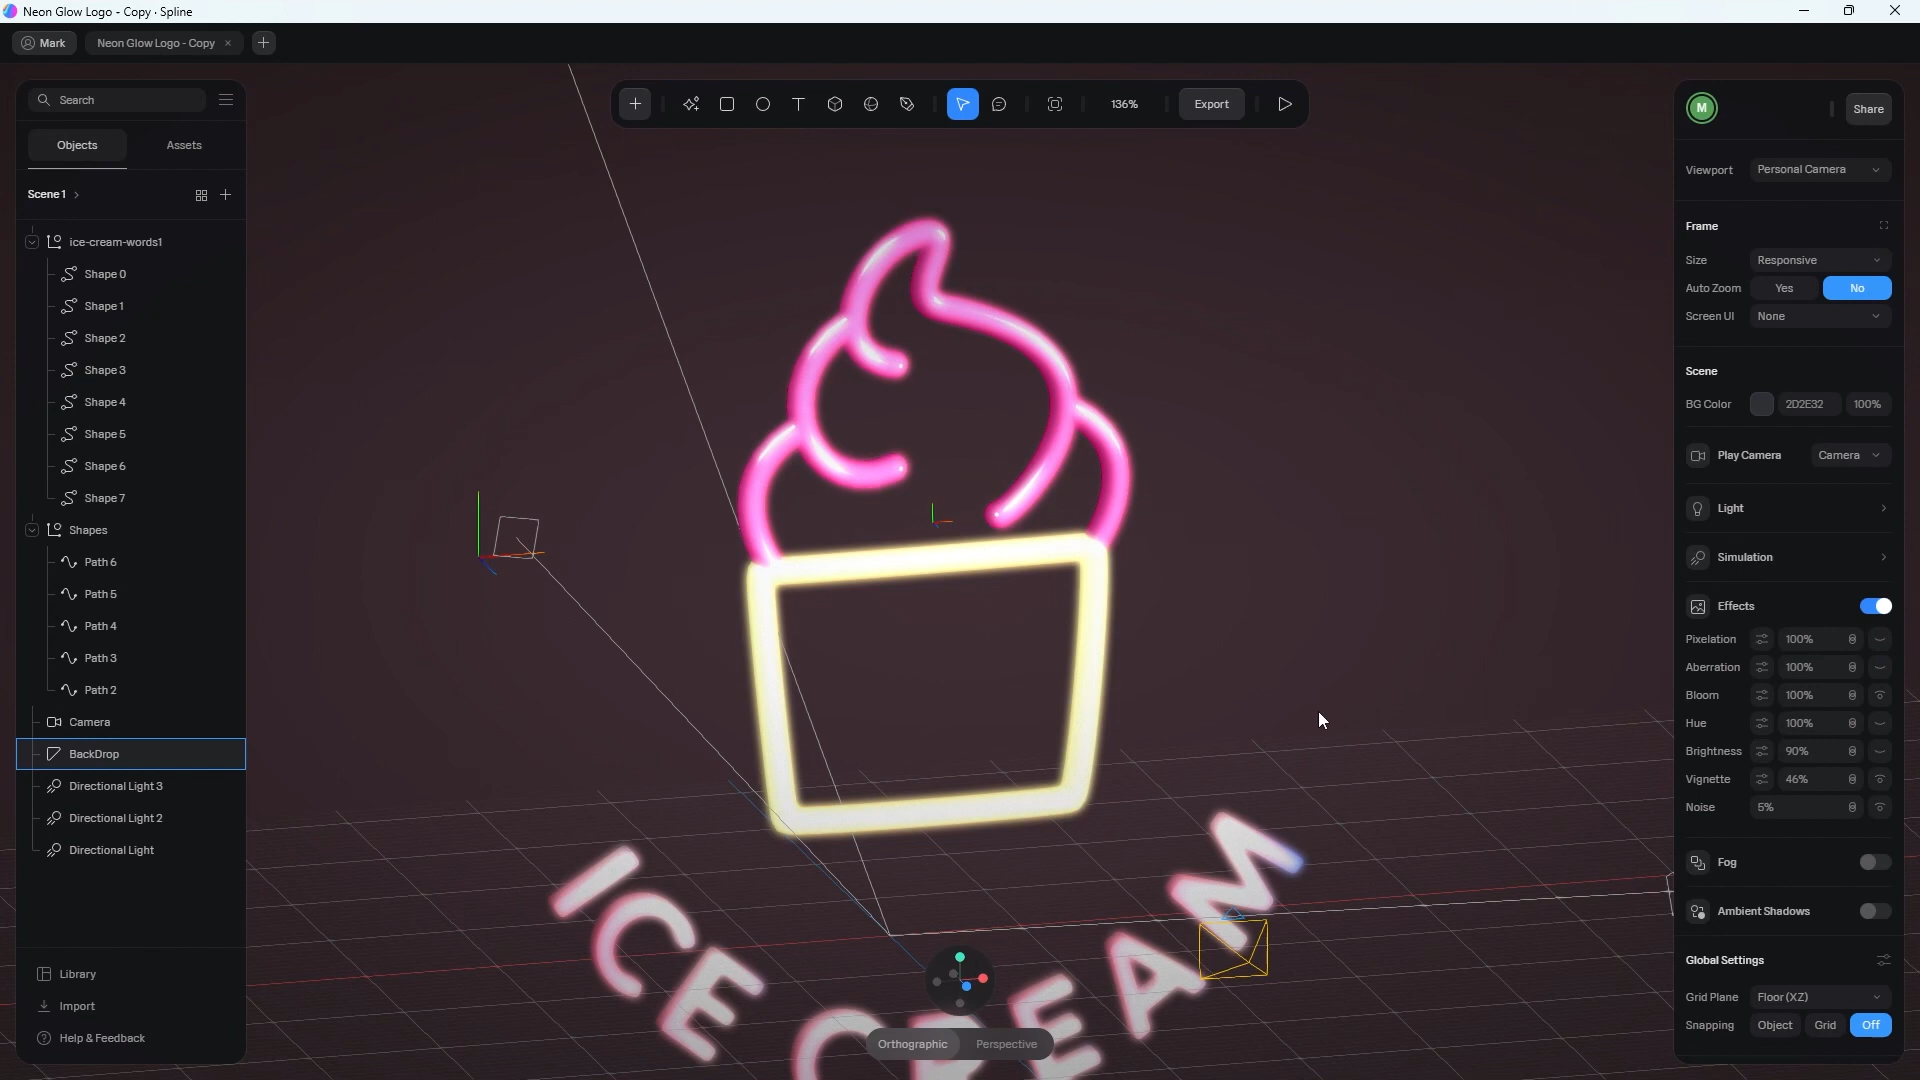 Neon Glow Logo - Copy · Spline
Mark
Neon Glow Logo - Copy
Search
Objects
Assets
Scene 1
ice-cream-words1
Shape 0
Shape 1
Shape 2
Shape 3
Shape 4
Shape 5
Shape 6
Shape 7
Shapes
Path 6
Path 5
Path 4
Path 3
Path 2
Camera
BackDrop
Directional Light 3
Directional Light 2
Directional Light
Library
Import
Help & Feedback
136%
Export
ICE CREAM
Orthographic
Perspective
M
Share
Viewport
Personal Camera
Frame
Size
Responsive
Auto Zoom
Yes
No
Screen UI
None
Scene
BG Color
2D2E32
100%
Play Camera
Camera
Light
Simulation
Effects
Pixelation
100%
Aberration
100%
Bloom
100%
Hue
100%
Brightness
90%
Vignette
46%
Noise
5%
Fog
Ambient Shadows
Global Settings
Grid Plane
Floor (XZ)
Snapping
Object
Grid
Off